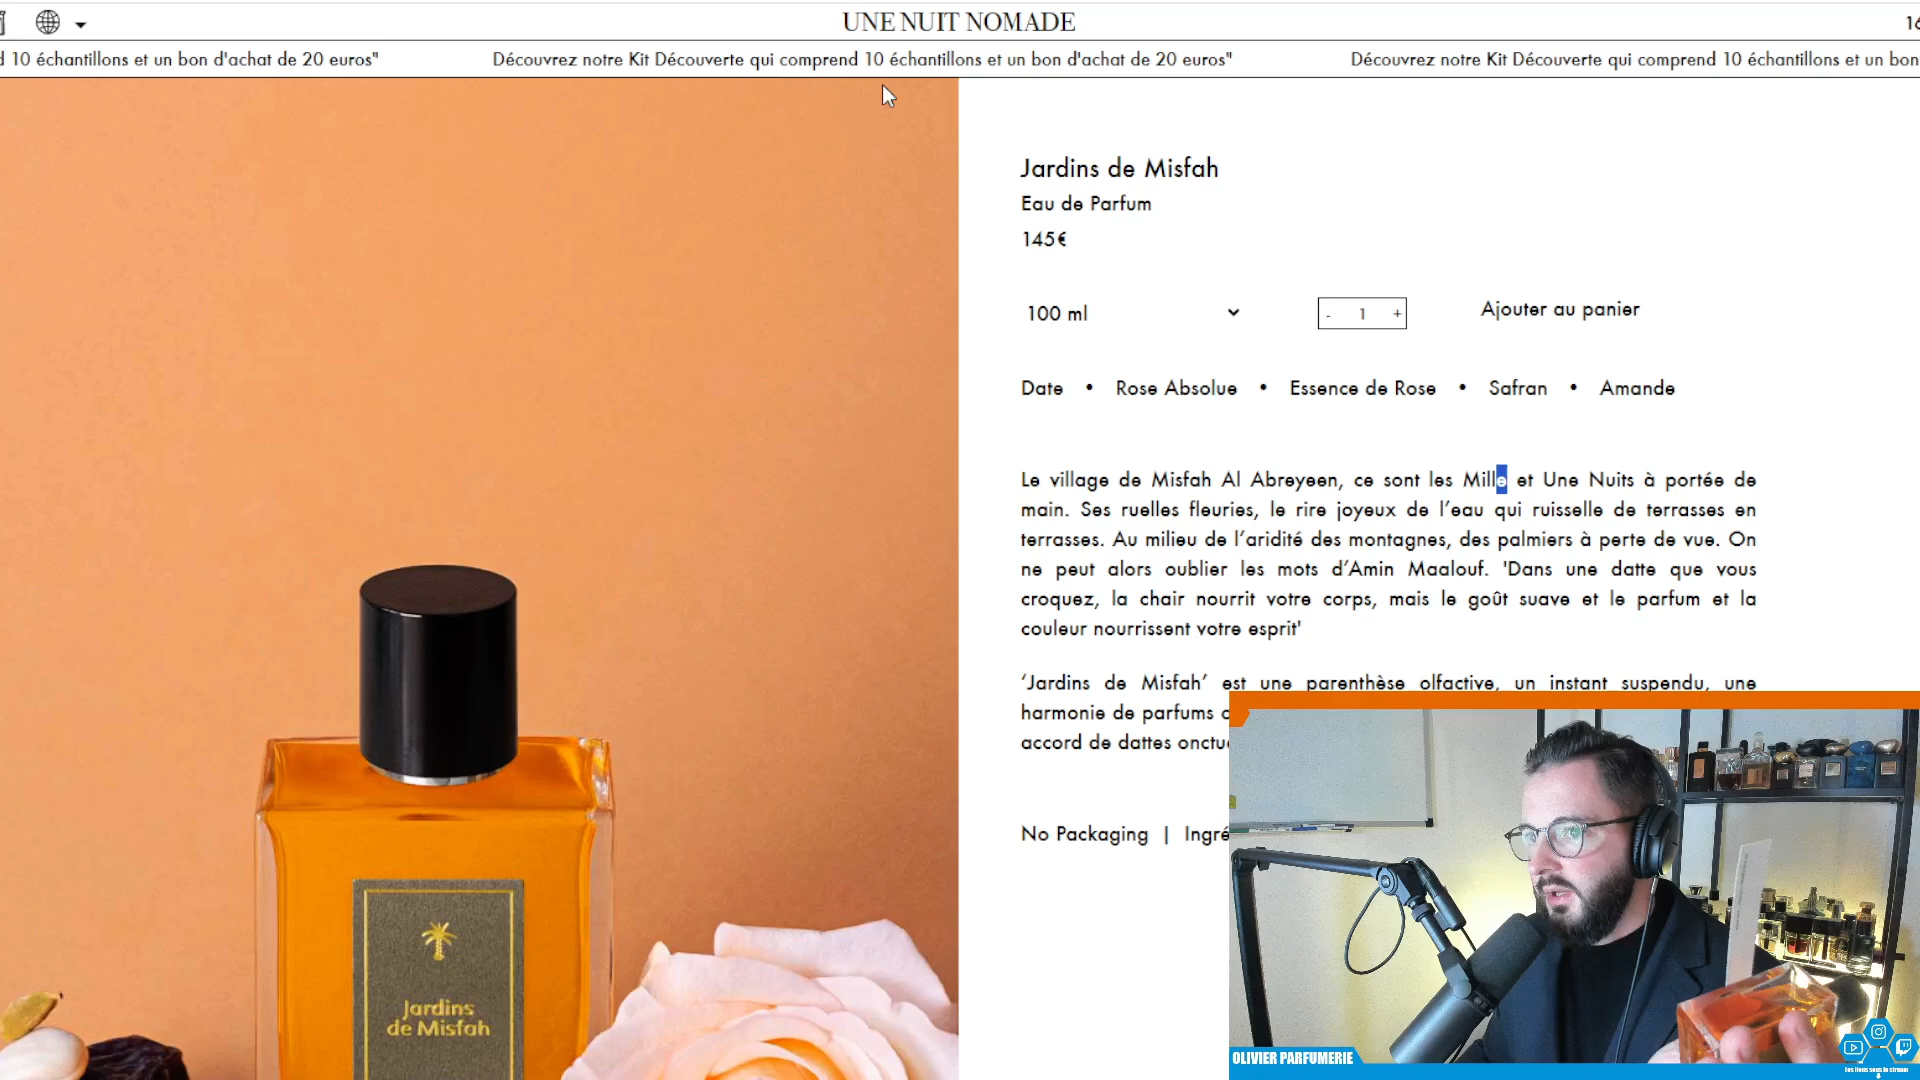 UNE NUIT NOMADE
10 échantillons et un bon d'achat de 20 euros"
Découvrez notre Kit Découverte qui comprend 10 échantillons et un bon d'achat de 20 euros"
Découvrez notre Kit Découverte qui comprend 10 échantillons et un bon
Jardins de Misfah
Eau de Parfum
145€
100 ml
- 1 +
Ajouter au panier
Date • Rose Absolue • Essence de Rose • Safran • Amande
Le village de Misfah Al Abreyeen, ce sont les Mille et Une Nuits à portée de
main. Ses ruelles fleuries, le rire joyeux de l’eau qui ruisselle de terrasses en
terrasses. Au milieu de l’aridité des montagnes, des palmiers à perte de vue. On
ne peut alors oublier les mots d’Amin Maalouf. 'Dans une datte que vous
croquez, la chair nourrit votre corps, mais le goût suave et le parfum et la
couleur nourrissent votre esprit'
‘Jardins de Misfah’ est une parenthèse olfactive, un instant suspendu, une
harmonie de parfums
accord de dattes
No Packaging |
Jardins
de Misfah
OLIVIER PARFUMERIE
Les liens sous le stream